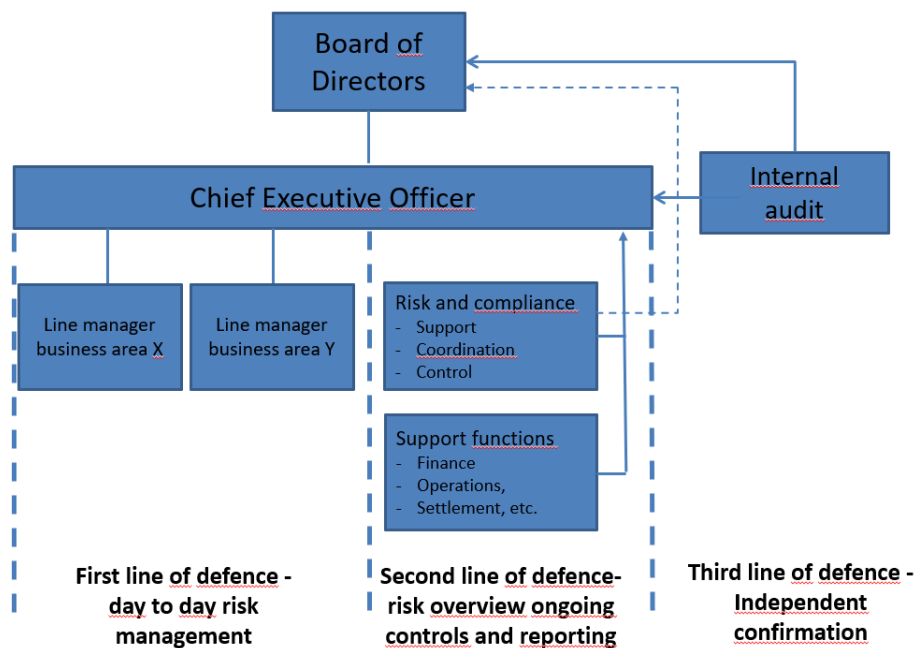 Board of
Directors
Chief Executive Officer
Internal
audit
Line manager
business area X
Line manager
business area Y
Risk and compliance
- Support
- Coordination
- Control
Support functions
- Finance
- Operations,
- Settlement, etc.
First line of defence -
day to day risk
management
Second line of defence-
risk overview ongoing
controls and reporting
Third line of defence -
Independent
confirmation